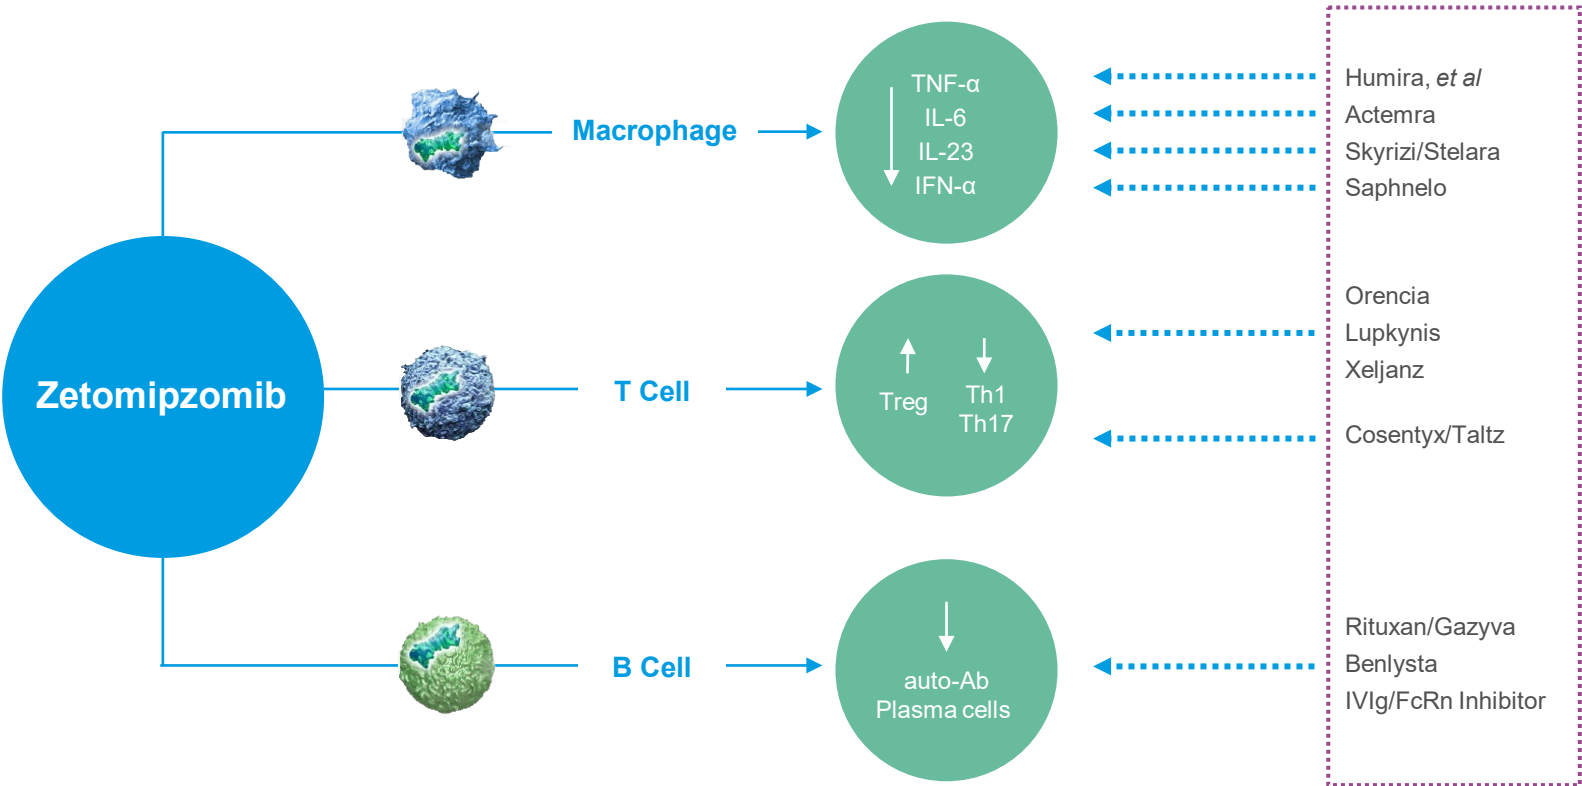 Zetomipzomib
Macrophage
TNF-α
IL-6
IL-23
IFN-α
Humira, et al
Actemra
Skyrizi/Stelara
Saphnelo
T Cell
Treg
Th1
Th17
Orencia
Lupkynis
Xeljanz
Cosentyx/Taltz
B Cell
auto-Ab
Plasma cells
Rituxan/Gazyva
Benlysta
IVIg/FcRn Inhibitor